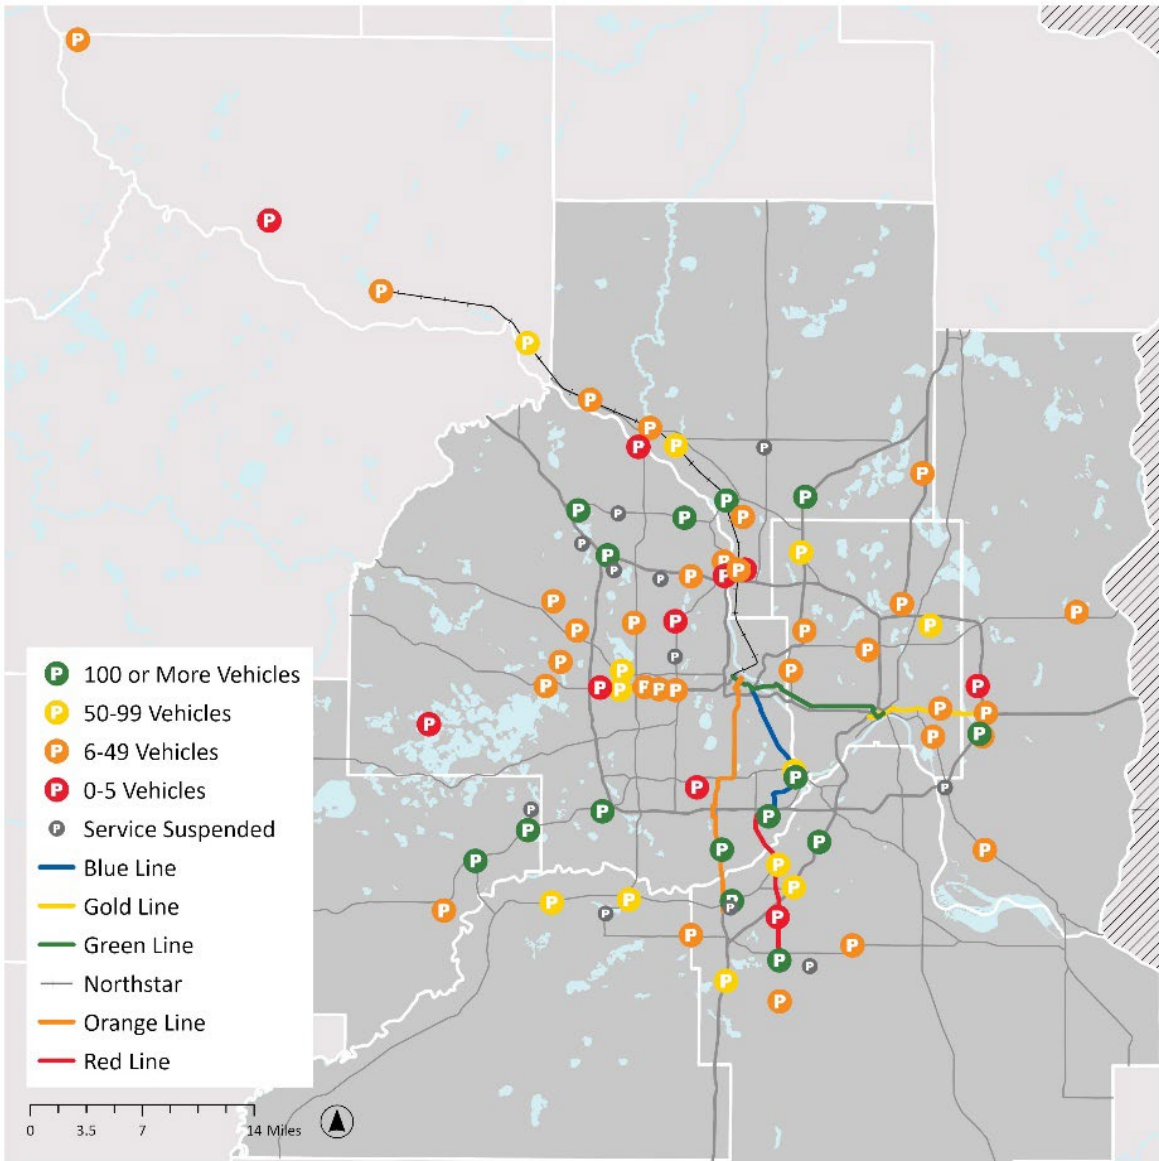 100 or More Vehicles
50-99 Vehicles
6-49 Vehicles
0-5 Vehicles
Service Suspended
Blue Line
Gold Line
Green Line
Northstar
Orange Line
Red Line
0 3.5 7 14 Miles